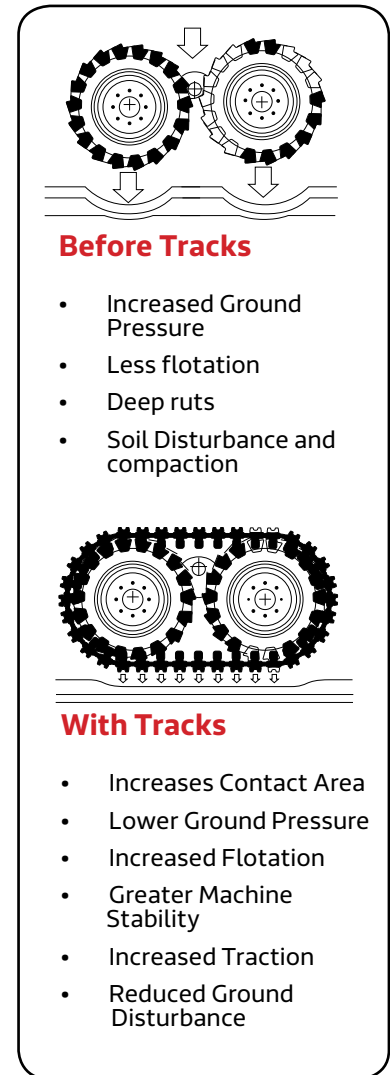 Before Tracks
• Increased Ground
Pressure
• Less flotation
• Deep ruts
• Soil Disturbance and
compaction
With Tracks
• Increases Contact Area
• Lower Ground Pressure
• Increased Flotation
• Greater Machine
Stability
• Increased Traction
• Reduced Ground
Disturbance